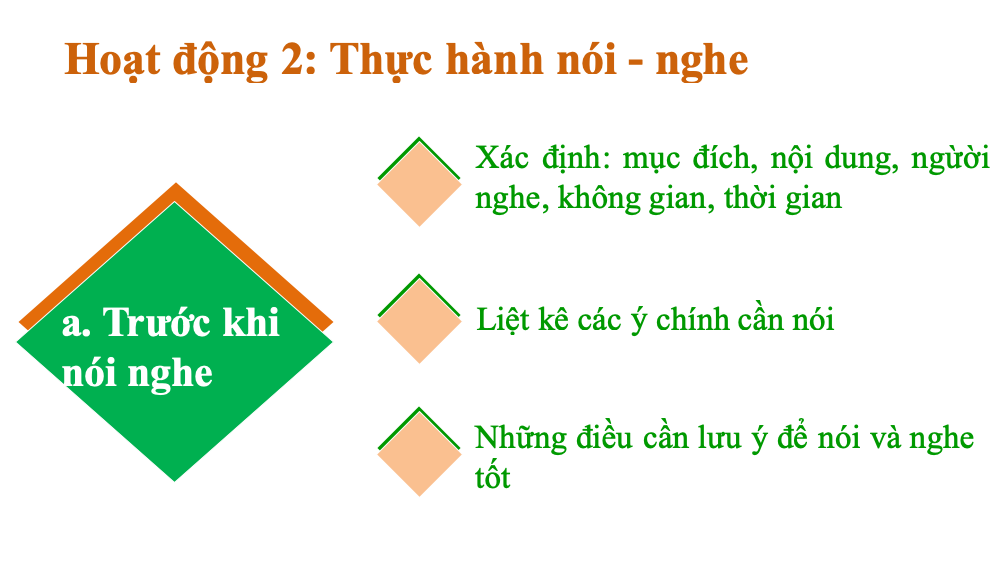 Hoạt động 2: Thực hành nói - nghe
Xác định: mục đích, nội dung, người
nghe, không gian, thời gian
a. Trước khi
nói nghe
Liệt kê các ý chính cần nói
Những điều cần lưu ý để nói và nghe
tốt